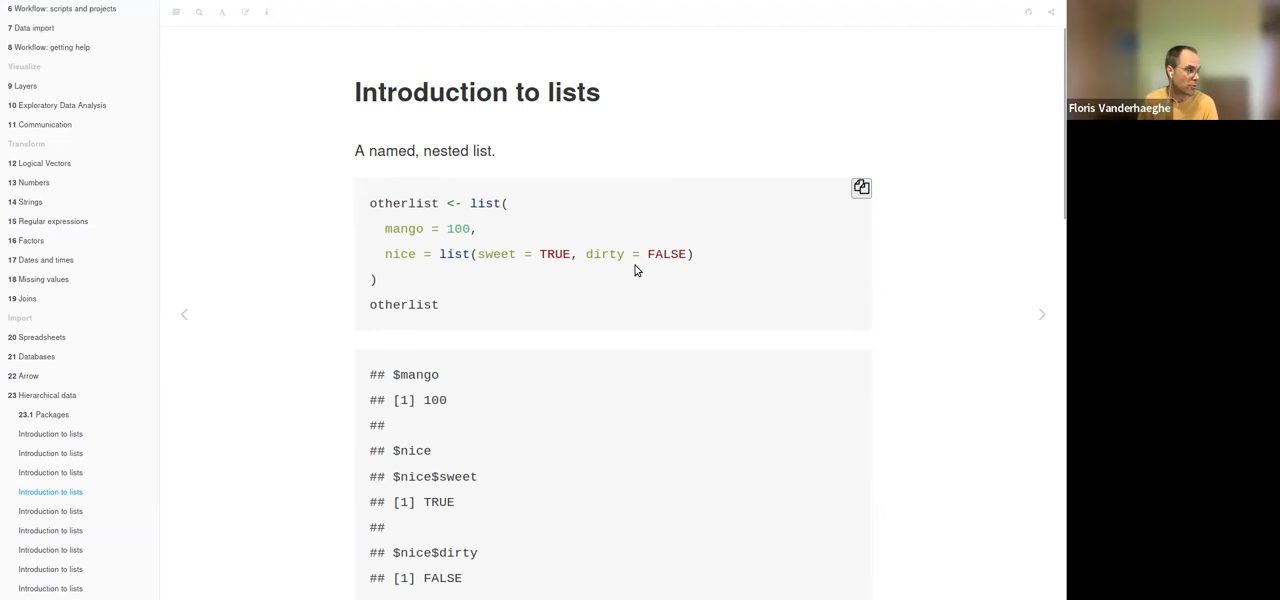 6 Workflow: scripts and projects
7 Data import
8 Workflow: getting help
Visualize
9 Layers
10 Exploratory Data Analysis
11 Communication
Transform
12 Logical Vectors
13 Numbers
14 Strings
15 Regular expressions
16 Factors
17 Dates and times
18 Missing values
19 Joins
Import
20 Spreadsheets
21 Databases
22 Arrow
23 Hierarchical data
23.1 Packages
Introduction to lists
Introduction to lists
Introduction to lists
Introduction to lists
Introduction to lists
Introduction to lists
Introduction to lists
Introduction to lists
Introduction to lists
A
Introduction to lists
A named, nested list.
otherlist <- list(
  mango = 100,
  nice = list(sweet = TRUE, dirty = FALSE)
)
otherlist
## $mango
## [1] 100
##
## $nice
## $nice$sweet
## [1] TRUE
##
## $nice$dirty
## [1] FALSE
Floris Vanderhaeghe